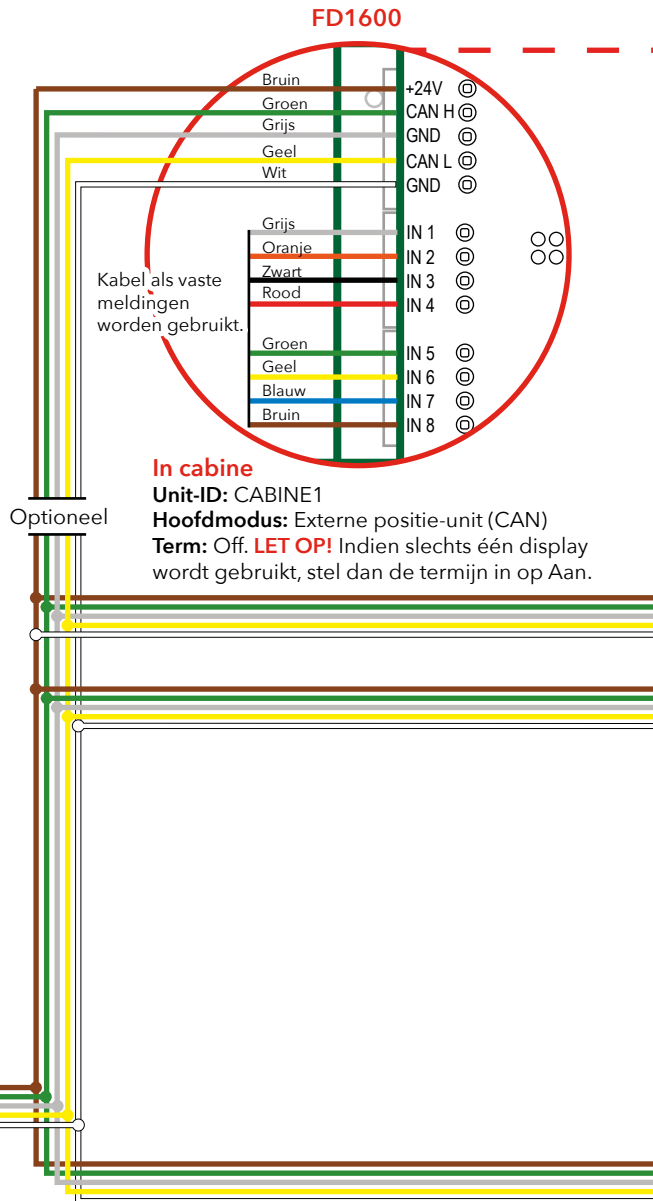 FD1600
Bruin
+24V
Groen
CAN H
Grijs
GND
Geel
CAN L
Wit
GND
Grijs
IN 1
Oranje
IN 2
Zwart
IN 3
Rood
IN 4
Kabel als vaste
meldingen
worden gebruikt.
Groen
IN 5
Geel
IN 6
Blauw
IN 7
Bruin
IN 8
In cabine
Unit-ID: CABINE1
Hoofdmodus: Externe positie-unit (CAN)
Term: Off. LET OP! Indien slechts één display
wordt gebruikt, stel dan de termijn in op Aan.
Optioneel